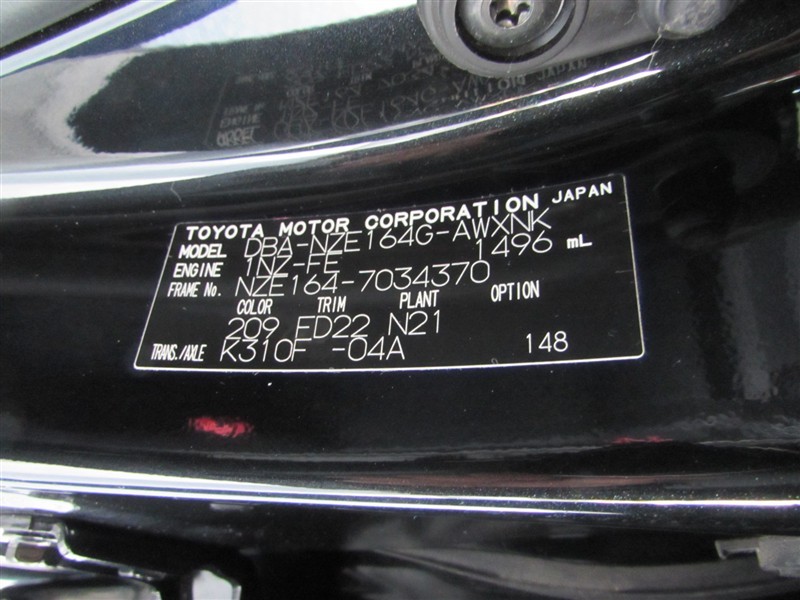 TOYOTA MOTOR CORPORATION JAPAN
MODEL DBA-NZE164G-AWXNK
ENGINE 1NZ-FE 1496 mL
FRAME No. NZE164-7034370
COLOR TRIM PLANT OPTION
209 FD22 N21
TRANS./AXLE K310F -04A 148